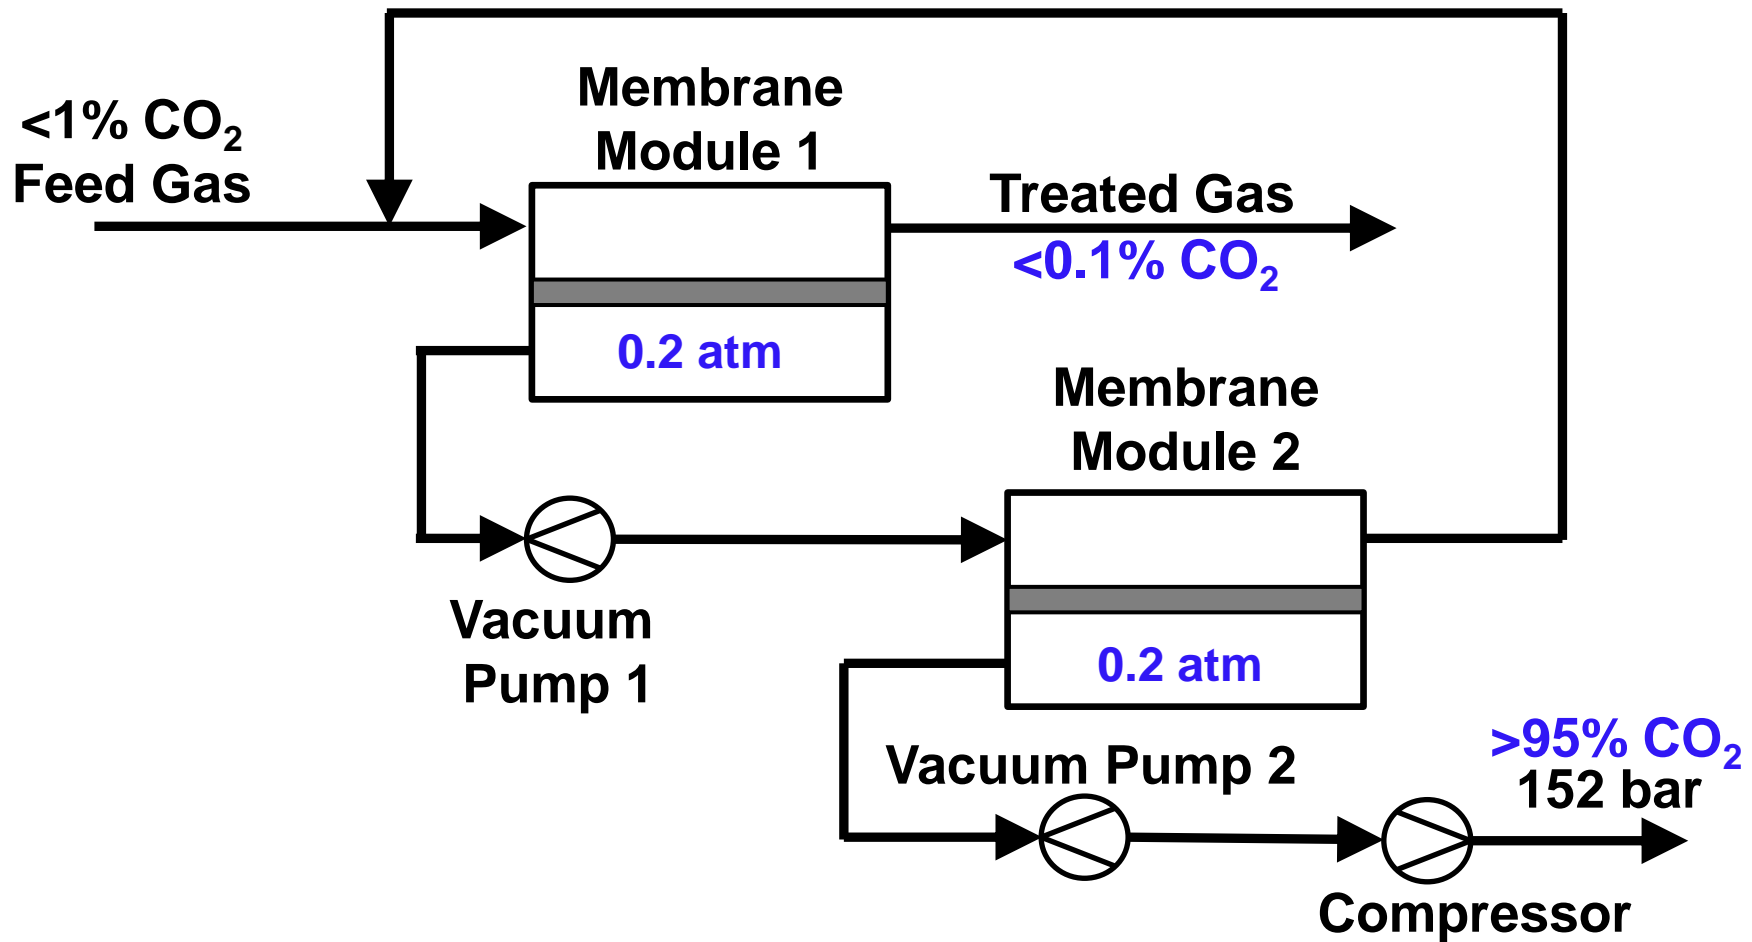 <1% CO₂
Feed Gas
Membrane
Module 1
Treated Gas
<0.1% CO₂
0.2 atm
Membrane
Module 2
Vacuum
Pump 1
0.2 atm
Vacuum Pump 2
>95% CO₂
152 bar
Compressor